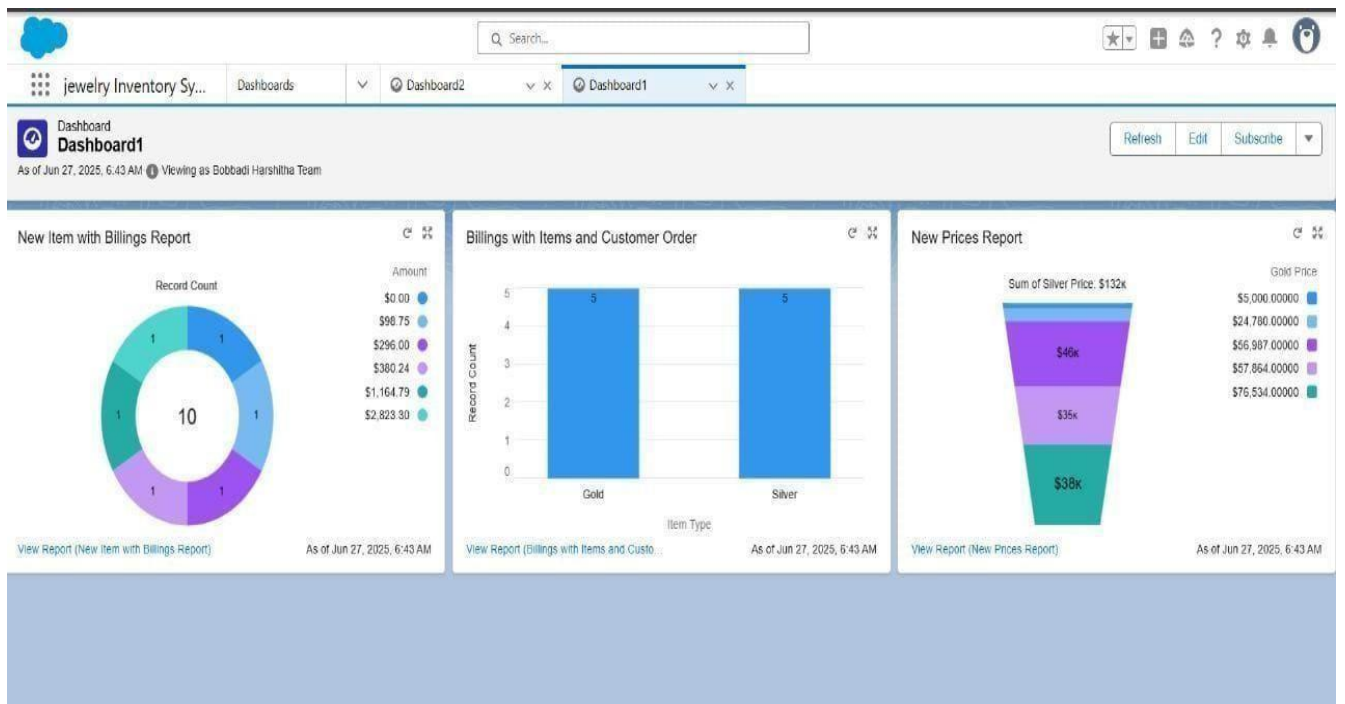 Search...
jewelry Inventory Sy...
Dashboards
Dashboard2
Dashboard1
Dashboard
Dashboard1
As of Jun 27, 2025, 6:43 AM Viewing as Bobbadi Harshitha Team
Refresh
Edit
Subscribe
New Item with Billings Report
Record Count
Amount
$0.00
$98.75
$296.00
$380.24
$1,164.79
$2,823.30
1
1
1
1
1
1
10
View Report (New Item with Billings Report)
As of Jun 27, 2025, 6:43 AM
Billings with Items and Customer Order
Record Count
5
4
3
2
1
0
5
5
Gold
Silver
Item Type
View Report (Billings with Items and Custo...
As of Jun 27, 2025, 6:43 AM
New Prices Report
Sum of Silver Price: $132K
Gold Price
$5,000.00000
$24,780.00000
$56,987.00000
$57,864.00000
$76,534.00000
$46K
$35K
$38K
View Report (New Prices Report)
As of Jun 27, 2025, 6:43 AM